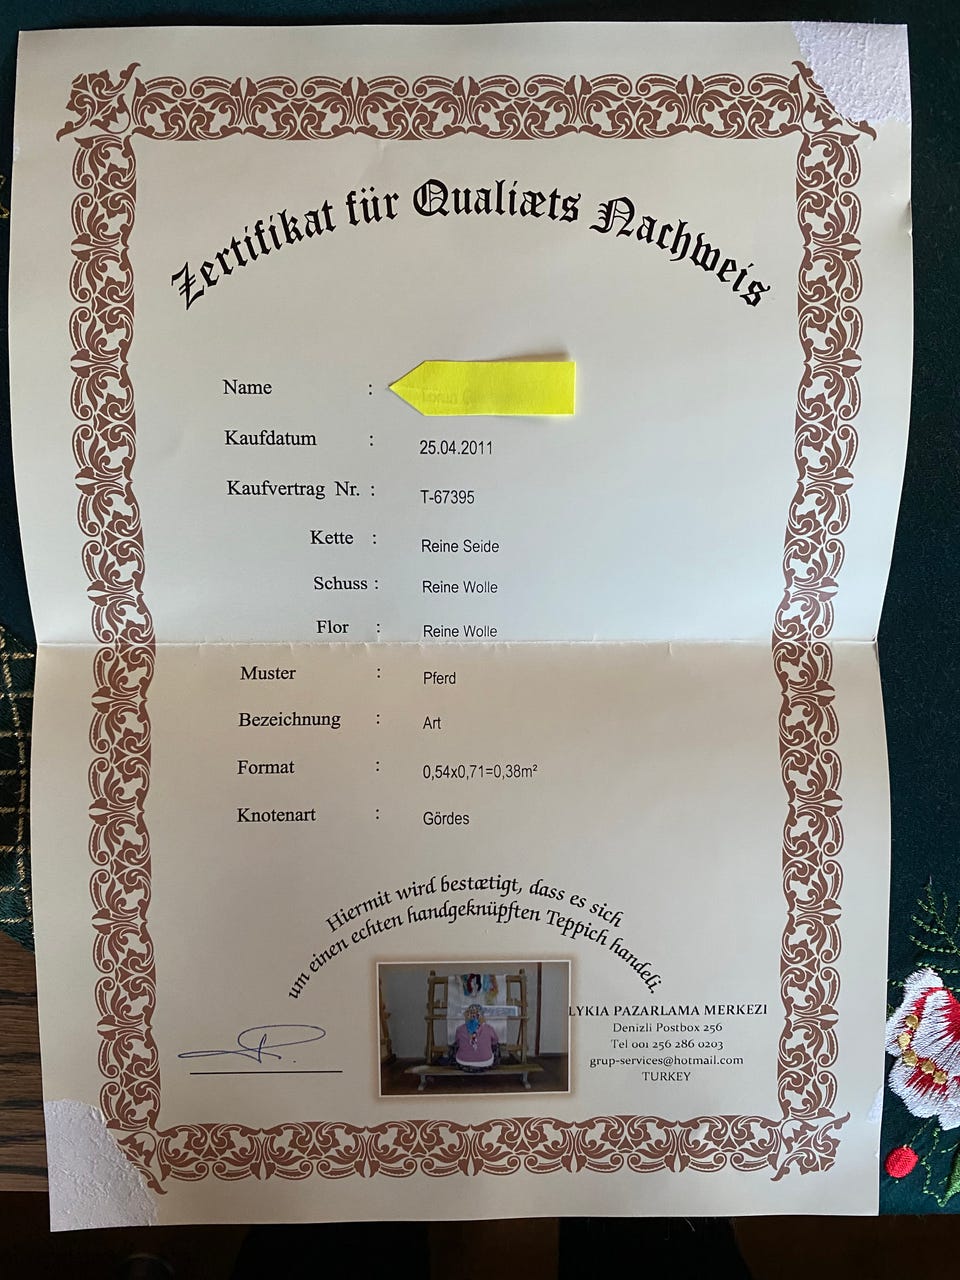 Zertifikat für Qualiæts Nachweis
Name :
Kaufdatum : 25.04.2011
Kaufvertrag Nr. : T-67395
Kette : Reine Seide
Schuss : Reine Wolle
Flor : Reine Wolle
Muster : Pferd
Bezeichnung : Art
Format : 0,54x0,71=0,38m²
Knotenart : Gördes
Hiermit wird bestætigt, dass es sich
um einen echten handgeknüpften Teppich handeli.
LYKIA PAZARLAMA MERKEZI
Denizli Postbox 256
Tel 001 256 286 0203
grup-services@hotmail.com
TURKEY